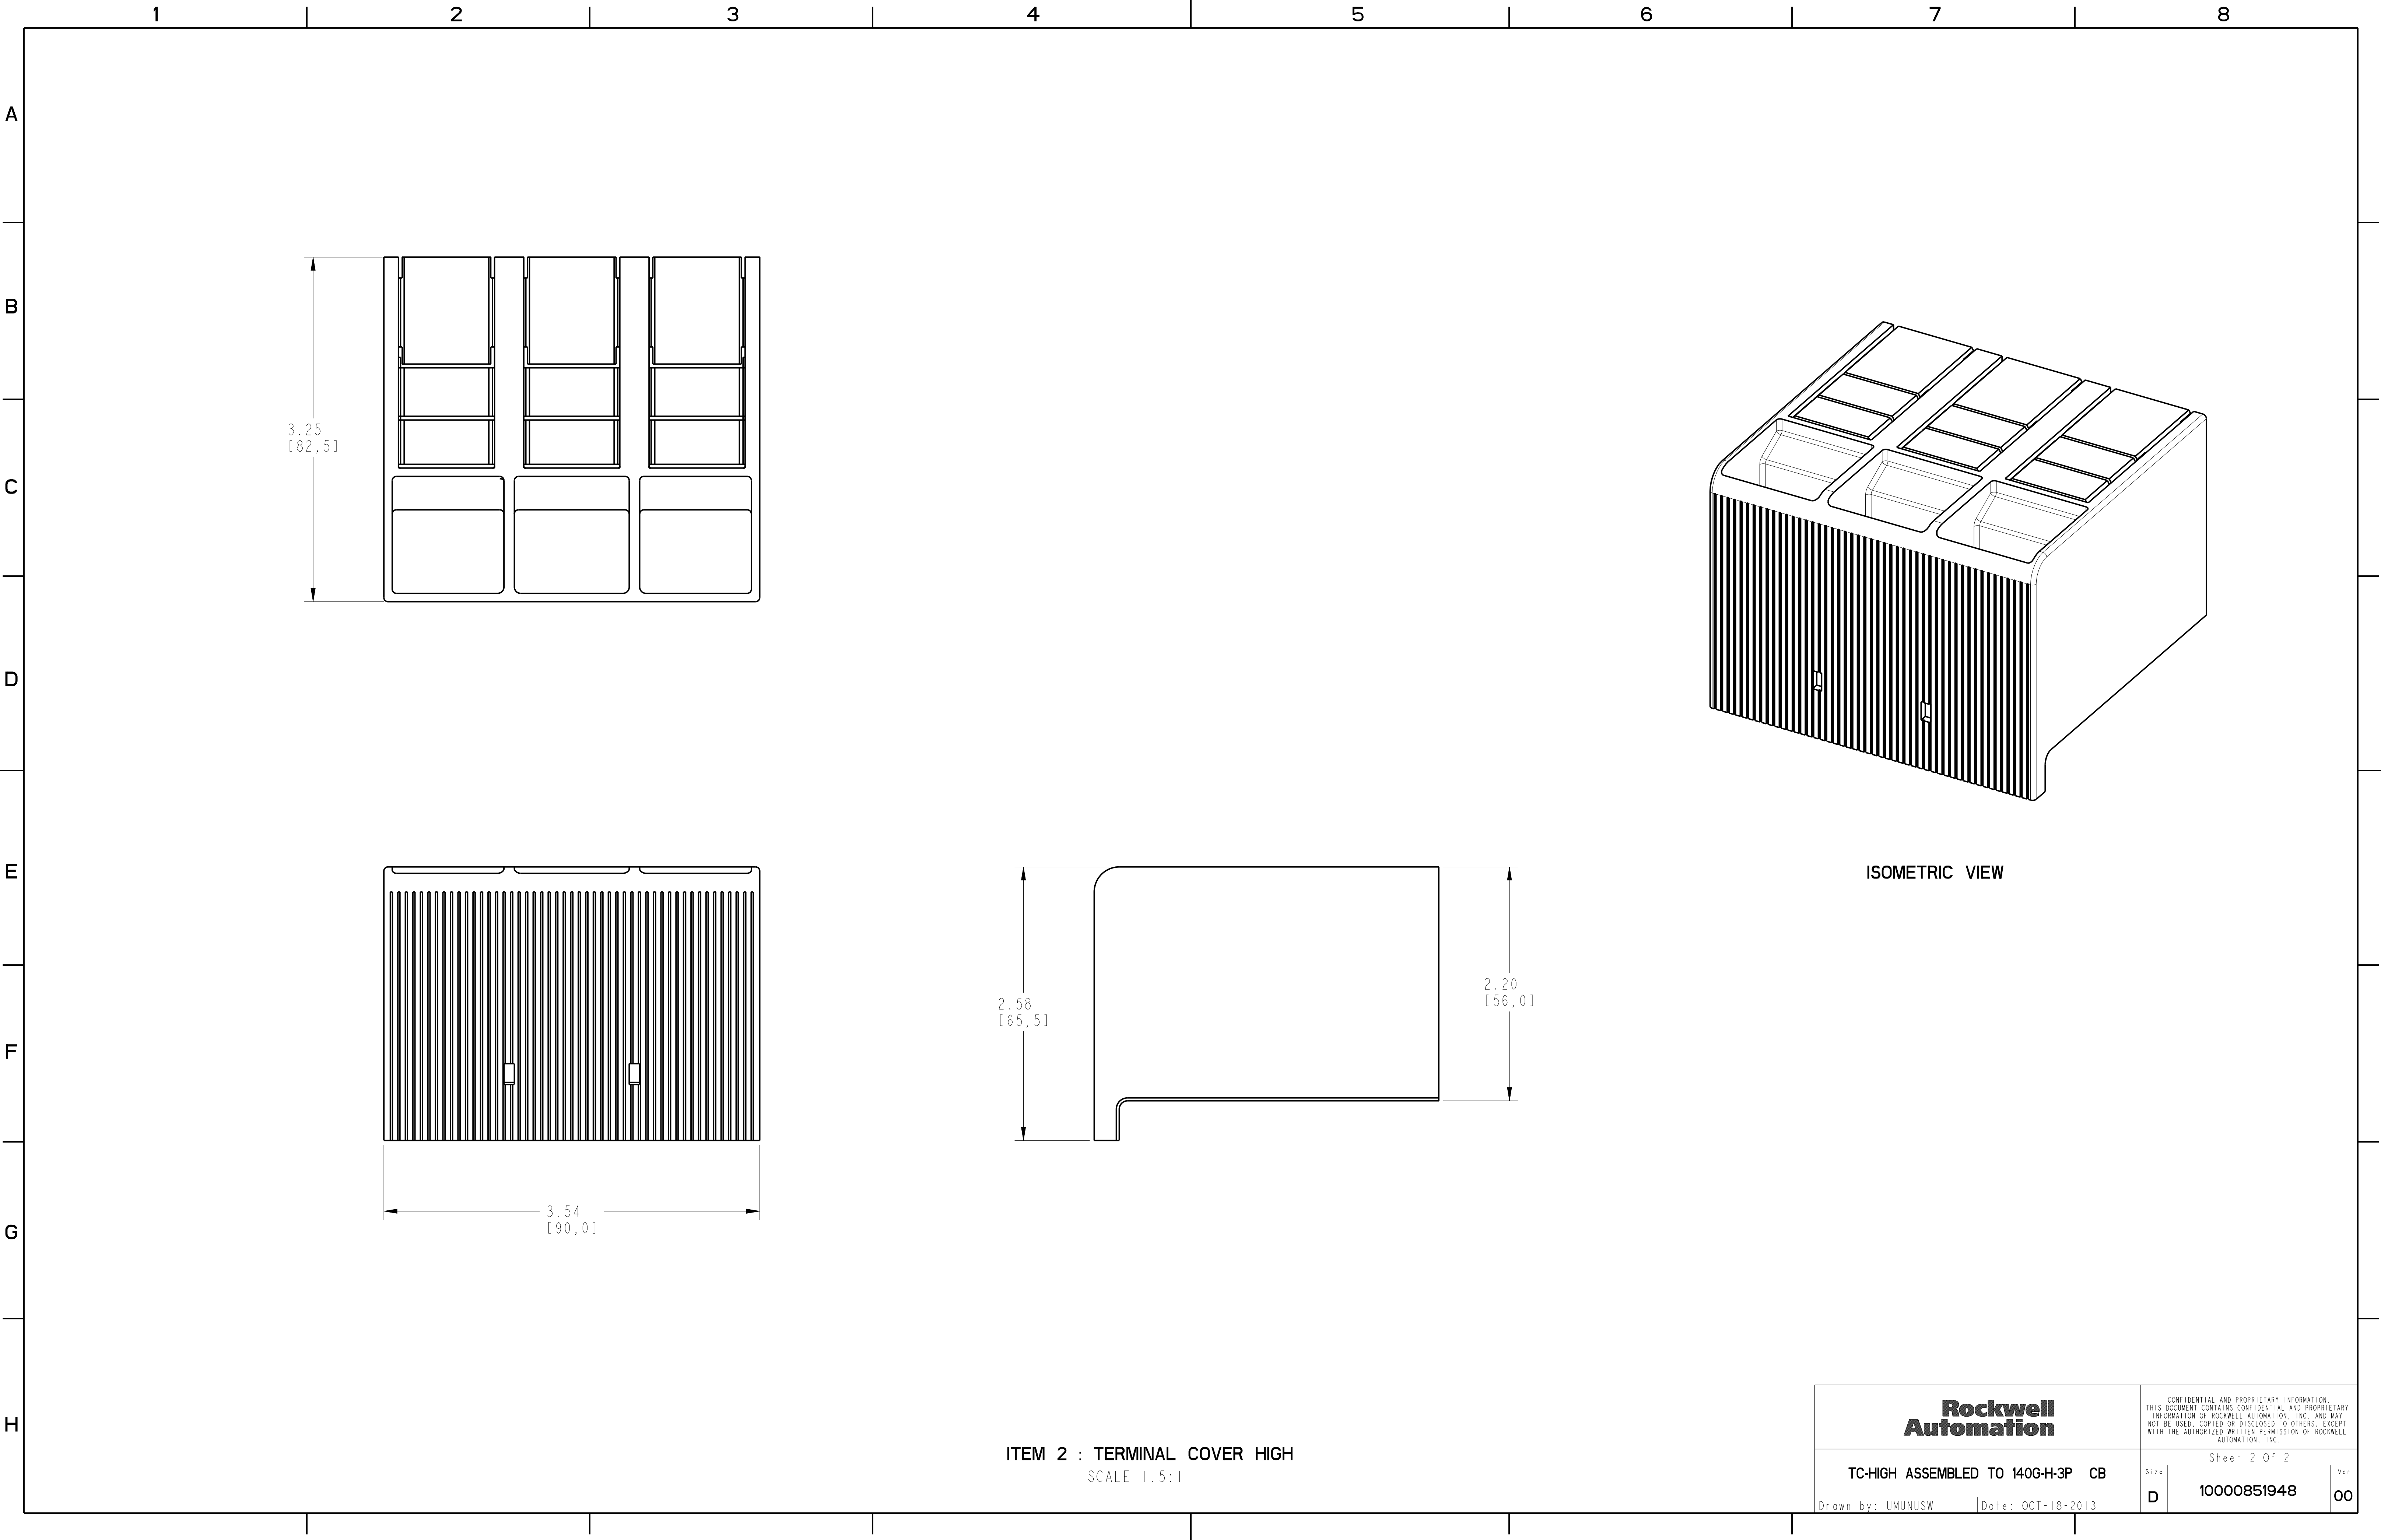 1 2 3 4 5 6 7 8
A
B
C
D
E
F
G
H
3.25
[82,5]
ISOMETRIC VIEW
2.58
[65,5]
2.20
[56,0]
3.54
[90,0]
ITEM 2 : TERMINAL COVER HIGH
SCALE 1.5:1
Rockwell
Automation
CONFIDENTIAL AND PROPRIETARY INFORMATION.
THIS DOCUMENT CONTAINS CONFIDENTIAL AND PROPRIETARY
INFORMATION OF ROCKWELL AUTOMATION, INC. AND MAY
NOT BE USED, COPIED OR DISCLOSED TO OTHERS, EXCEPT
WITH THE AUTHORIZED WRITTEN PERMISSION OF ROCKWELL
AUTOMATION, INC.
Sheet 2 Of 2
TC-HIGH ASSEMBLED TO 140G-H-3P CB
Size
D
10000851948
Ver
00
Drawn by: UMUNUSW
Date: OCT-18-2013